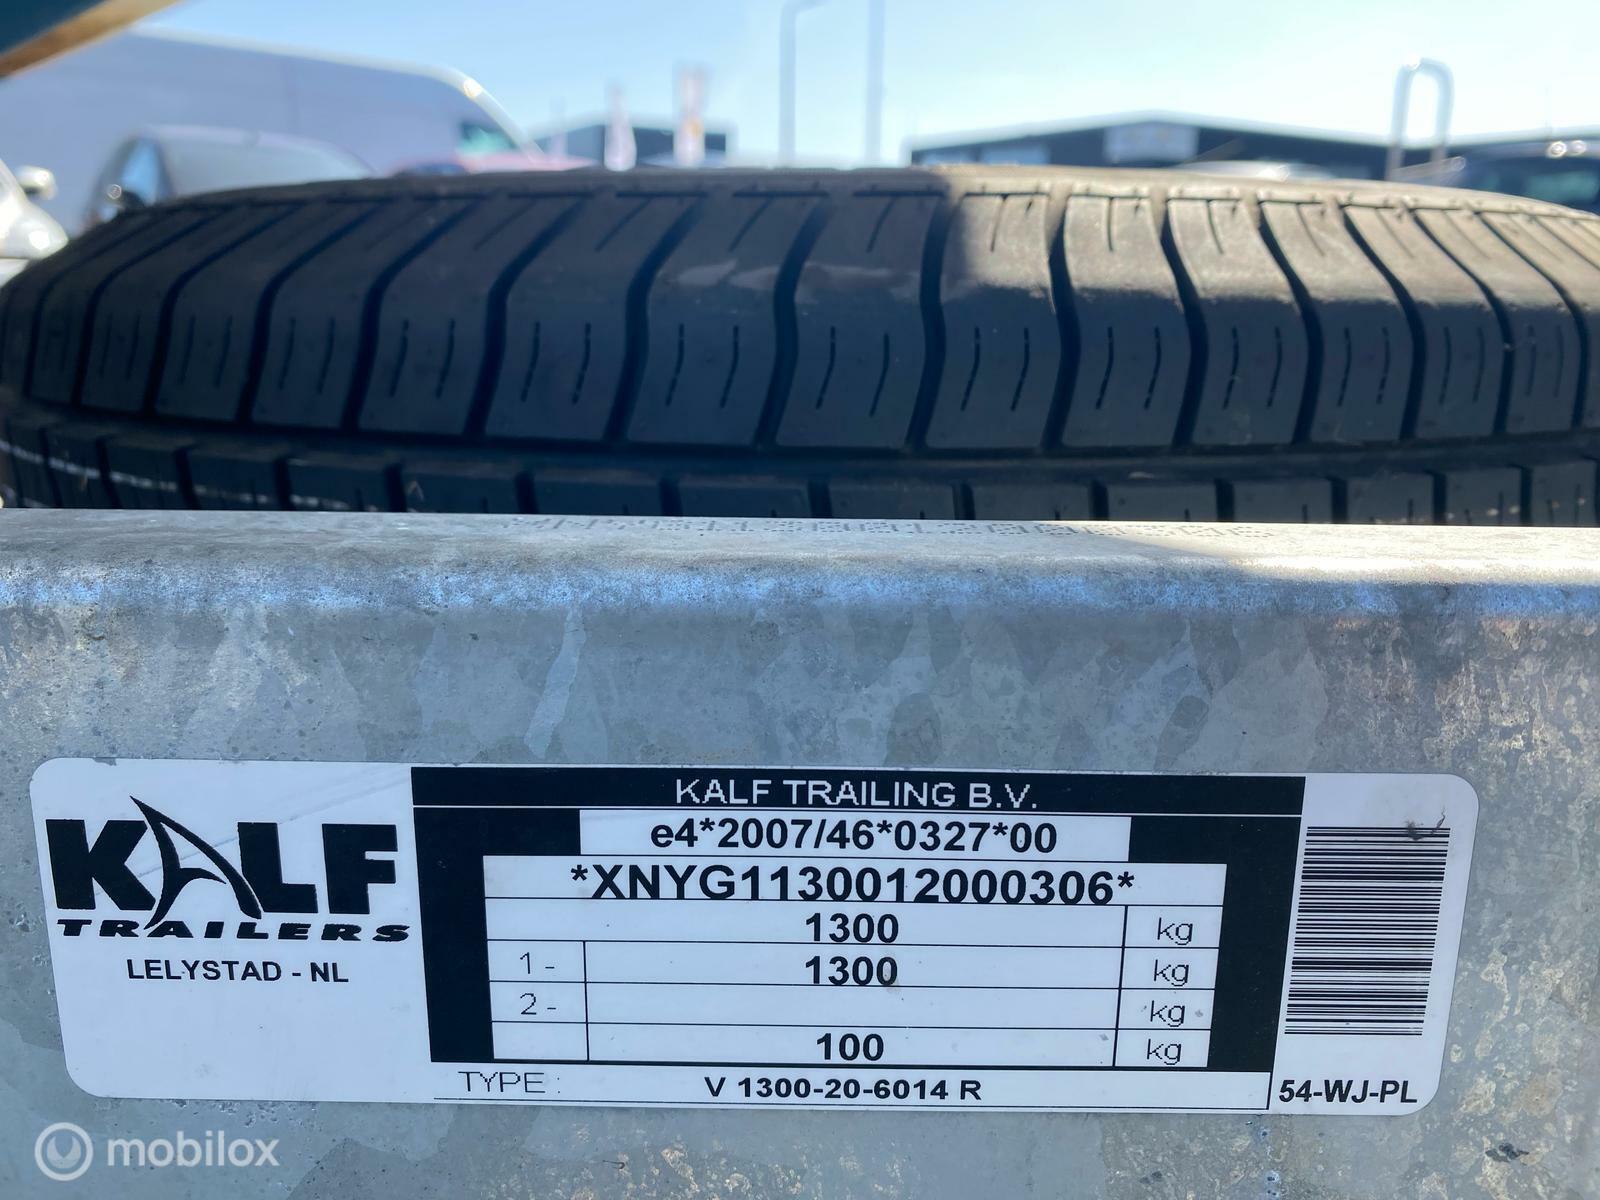 KALF
TRAILERS
LELYSTAD - NL
KALF TRAILING B.V.
e4*2007/46*0327*00
*XNYG1130012000306*
1300 kg
1- 1300 kg
2- kg
100 kg
TYPE: V 1300-20-6014 R
54-WJ-PL
mobilox